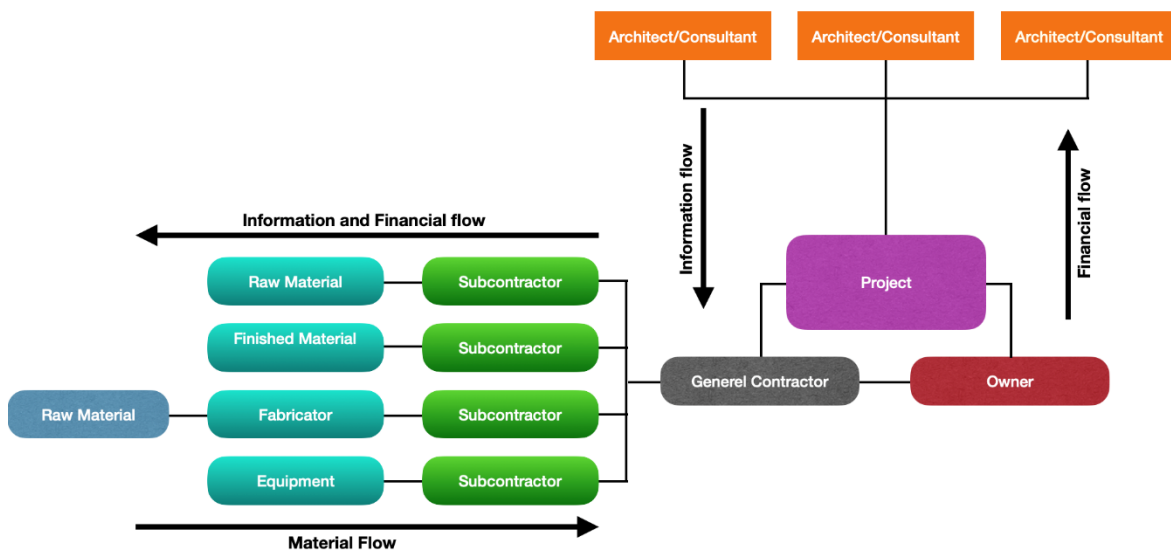 Architect/Consultant
Architect/Consultant
Architect/Consultant
Information flow
Financial flow
Information and Financial flow
Raw Material
Subcontractor
Project
Finished Material
Subcontractor
Generel Contractor
Owner
Raw Material
Fabricator
Subcontractor
Equipment
Subcontractor
Material Flow